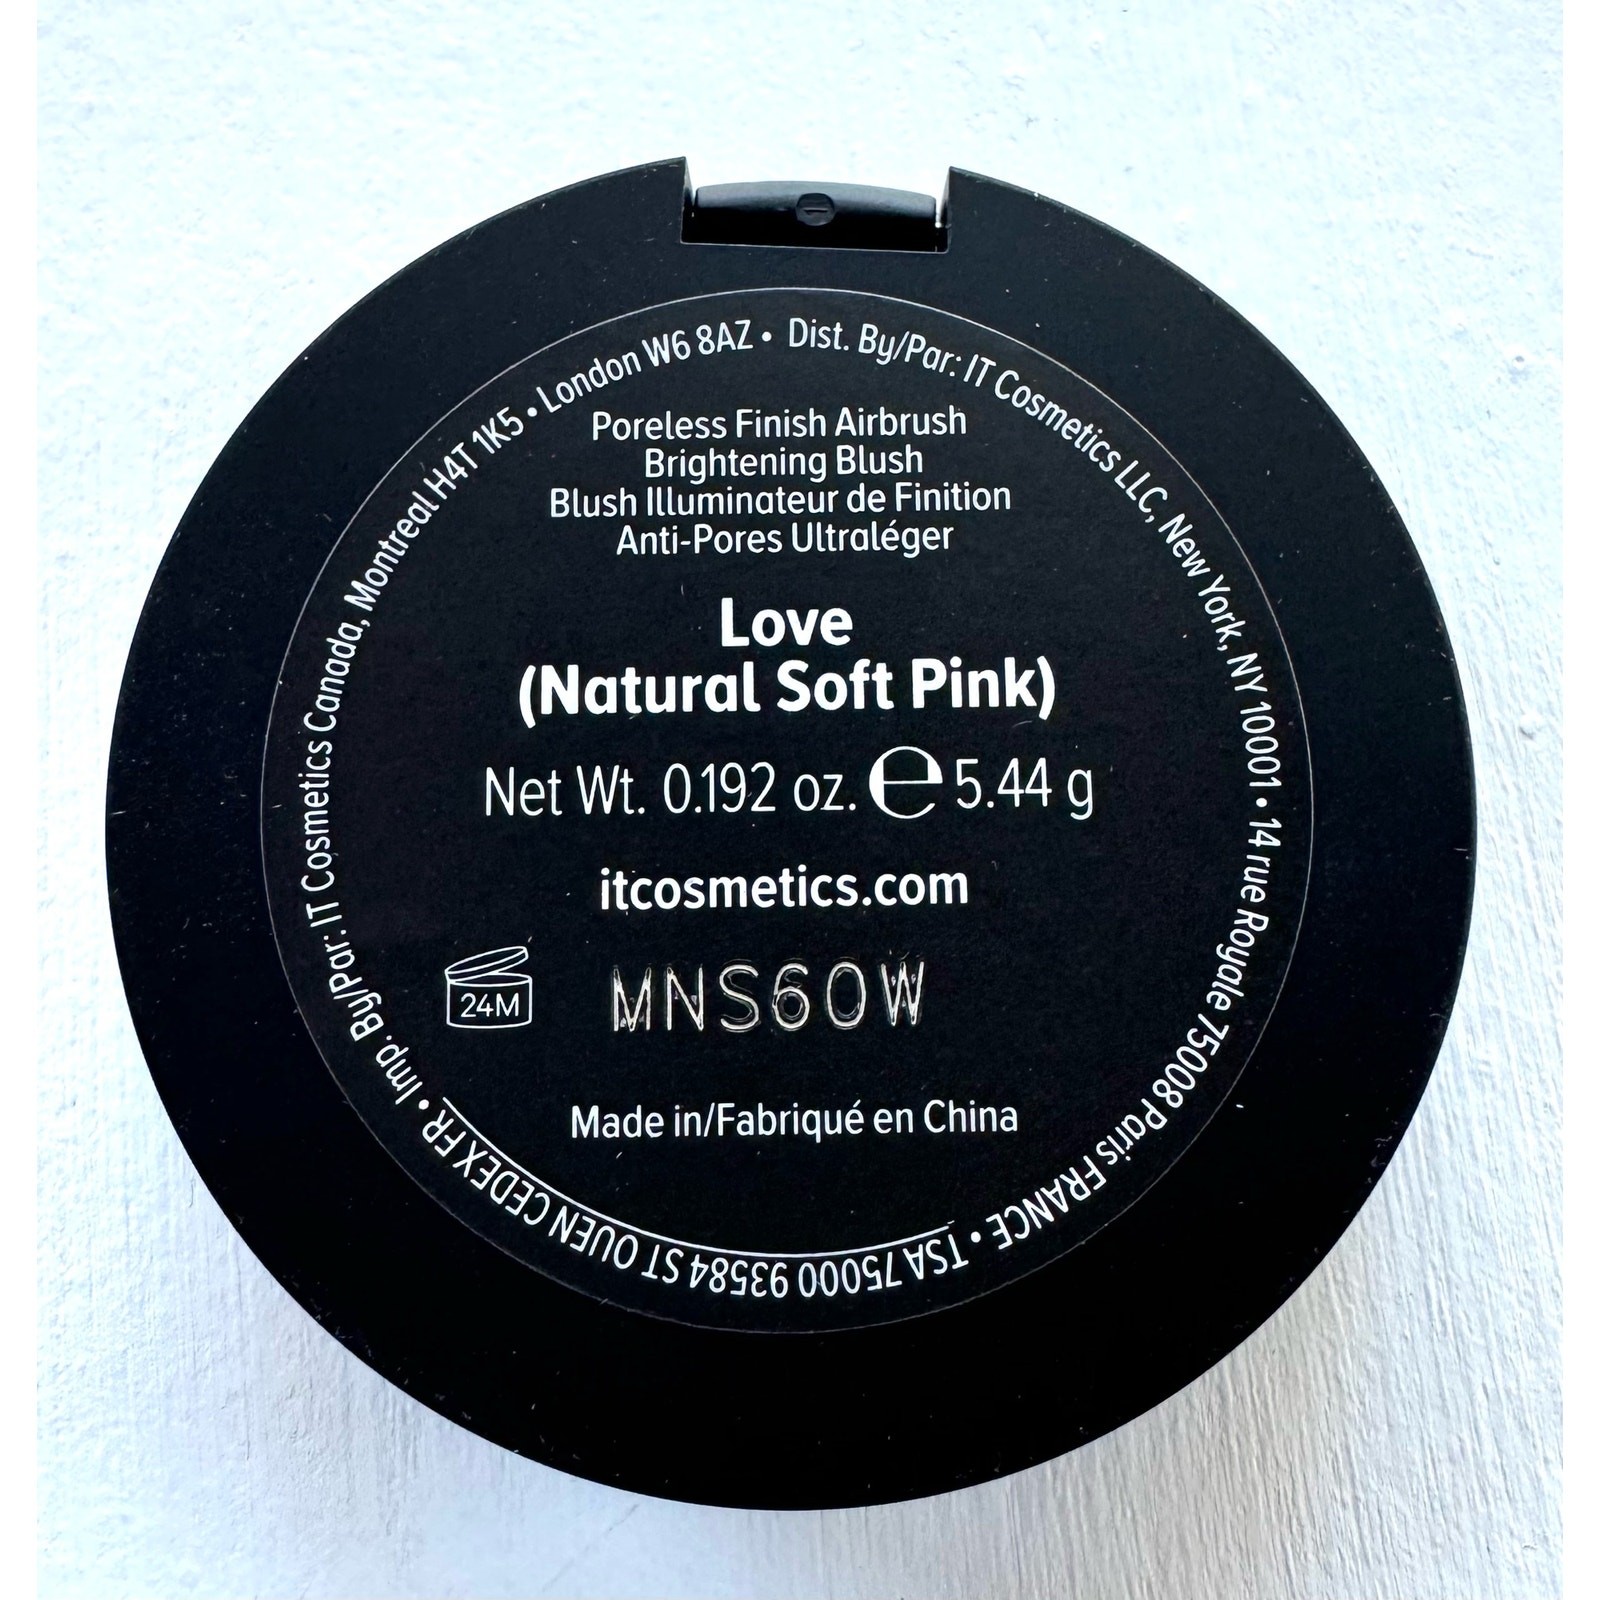 Dist. By/Par: IT Cosmetics LLC, New York, NY 10001 • 14 rue Royale 75008 Paris FRANCE • TSA 75000 93584 ST OUEN CEDEX FR • Imp. By/Par: IT Cosmetics Canada, Montreal H4T 1K5 • London W6 8AZ •
Poreless Finish Airbrush
Brightening Blush
Blush Illuminateur de Finition
Anti-Pores Ultraléger
Love
(Natural Soft Pink)
Net Wt. 0.192 oz. e 5.44 g
itcosmetics.com
24M
MNS60W
Made in/Fabriqué en China